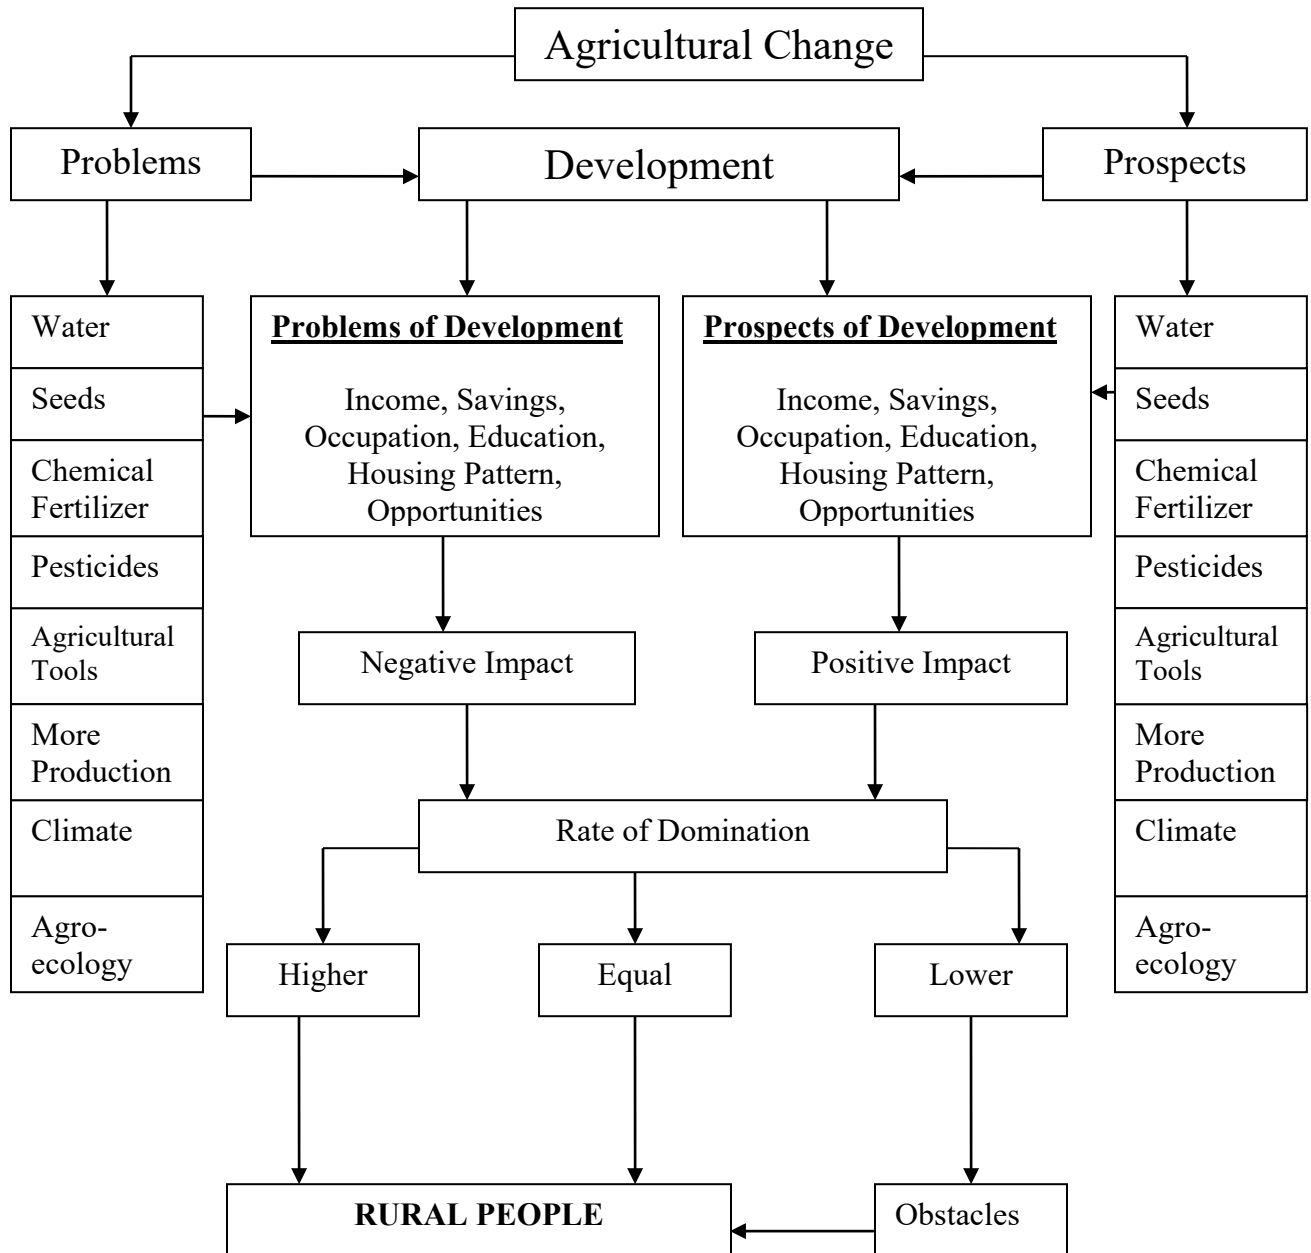 Agricultural Change
Problems
Development
Prospects
Water
Seeds
Chemical
Fertilizer
Pesticides
Agricultural
Tools
More
Production
Climate
Agro-
ecology
Problems of Development
Income, Savings,
Occupation, Education,
Housing Pattern,
Opportunities
Prospects of Development
Income, Savings,
Occupation, Education,
Housing Pattern,
Opportunities
Water
Seeds
Chemical
Fertilizer
Pesticides
Agricultural
Tools
More
Production
Climate
Agro-
ecology
Negative Impact
Positive Impact
Rate of Domination
Higher
Equal
Lower
RURAL PEOPLE
Obstacles